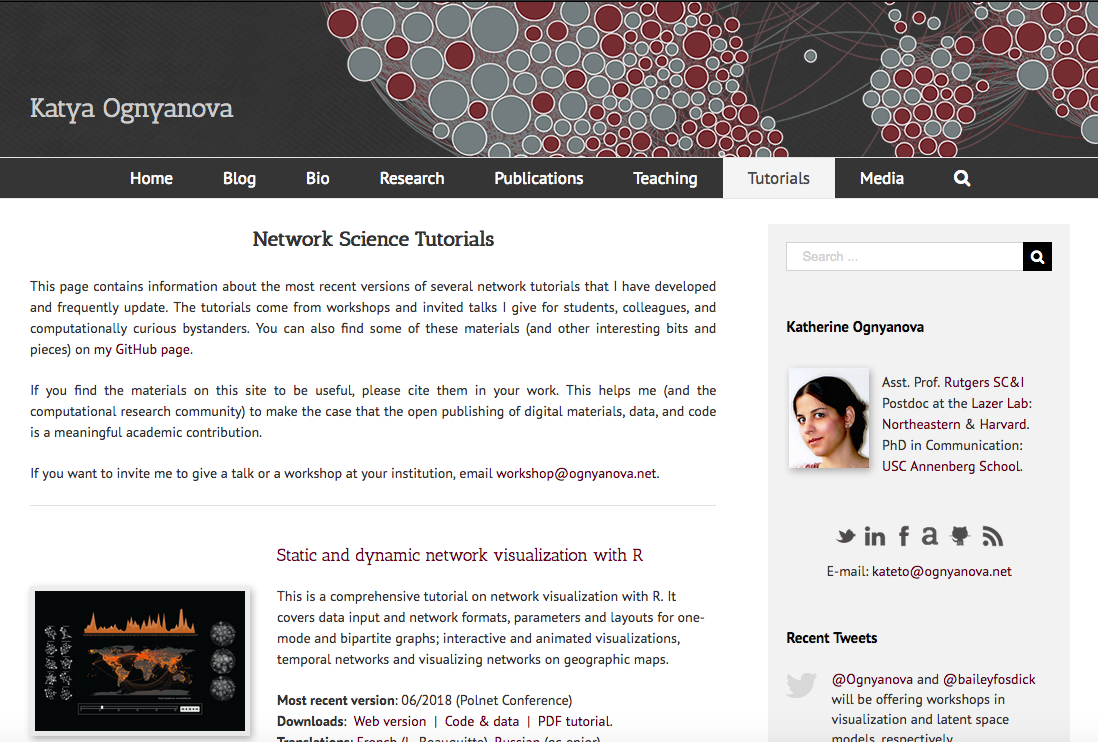 Katya Ognyanova
Home Blog Bio Research Publications Teaching Tutorials Media
Network Science Tutorials
This page contains information about the most recent versions of several network tutorials that I have developed
and frequently update. The tutorials come from workshops and invited talks I give for students, colleagues, and
computationally curious bystanders. You can also find some of these materials (and other interesting bits and
pieces) on my GitHub page.
If you find the materials on this site to be useful, please cite them in your work. This helps me (and the
computational research community) to make the case that the open publishing of digital materials, data, and code
is a meaningful academic contribution.
If you want to invite me to give a talk or a workshop at your institution, email workshop@ognyanova.net.
Static and dynamic network visualization with R
This is a comprehensive tutorial on network visualization with R. It
covers data input and network formats, parameters and layouts for one-
mode and bipartite graphs; interactive and animated visualizations,
temporal networks and visualizing networks on geographic maps.
Most recent version: 06/2018 (Polnet Conference)
Downloads: Web version | Code & data | PDF tutorial.
Translations: French (L. Beauguitte), Russian
Search ...
Katherine Ognyanova
Asst. Prof. Rutgers SC&I
Postdoc at the Lazer Lab:
Northeastern & Harvard.
PhD in Communication:
USC Annenberg School.
E-mail: kateto@ognyanova.net
Recent Tweets
@Ognyanova and @baileyfosdick
will be offering workshops in
visualization and latent space
models, respectively